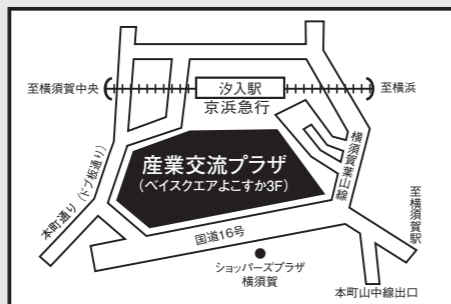 至横須賀中央
汐入駅
至横浜
京浜急行
産業交流プラザ
(ベイスクエアよこすか3F)
横須賀葉山線
本町通り(ドブ板通り)
至横須賀駅
国道16号
ショッパーズプラザ
横須賀
本町山中線出口